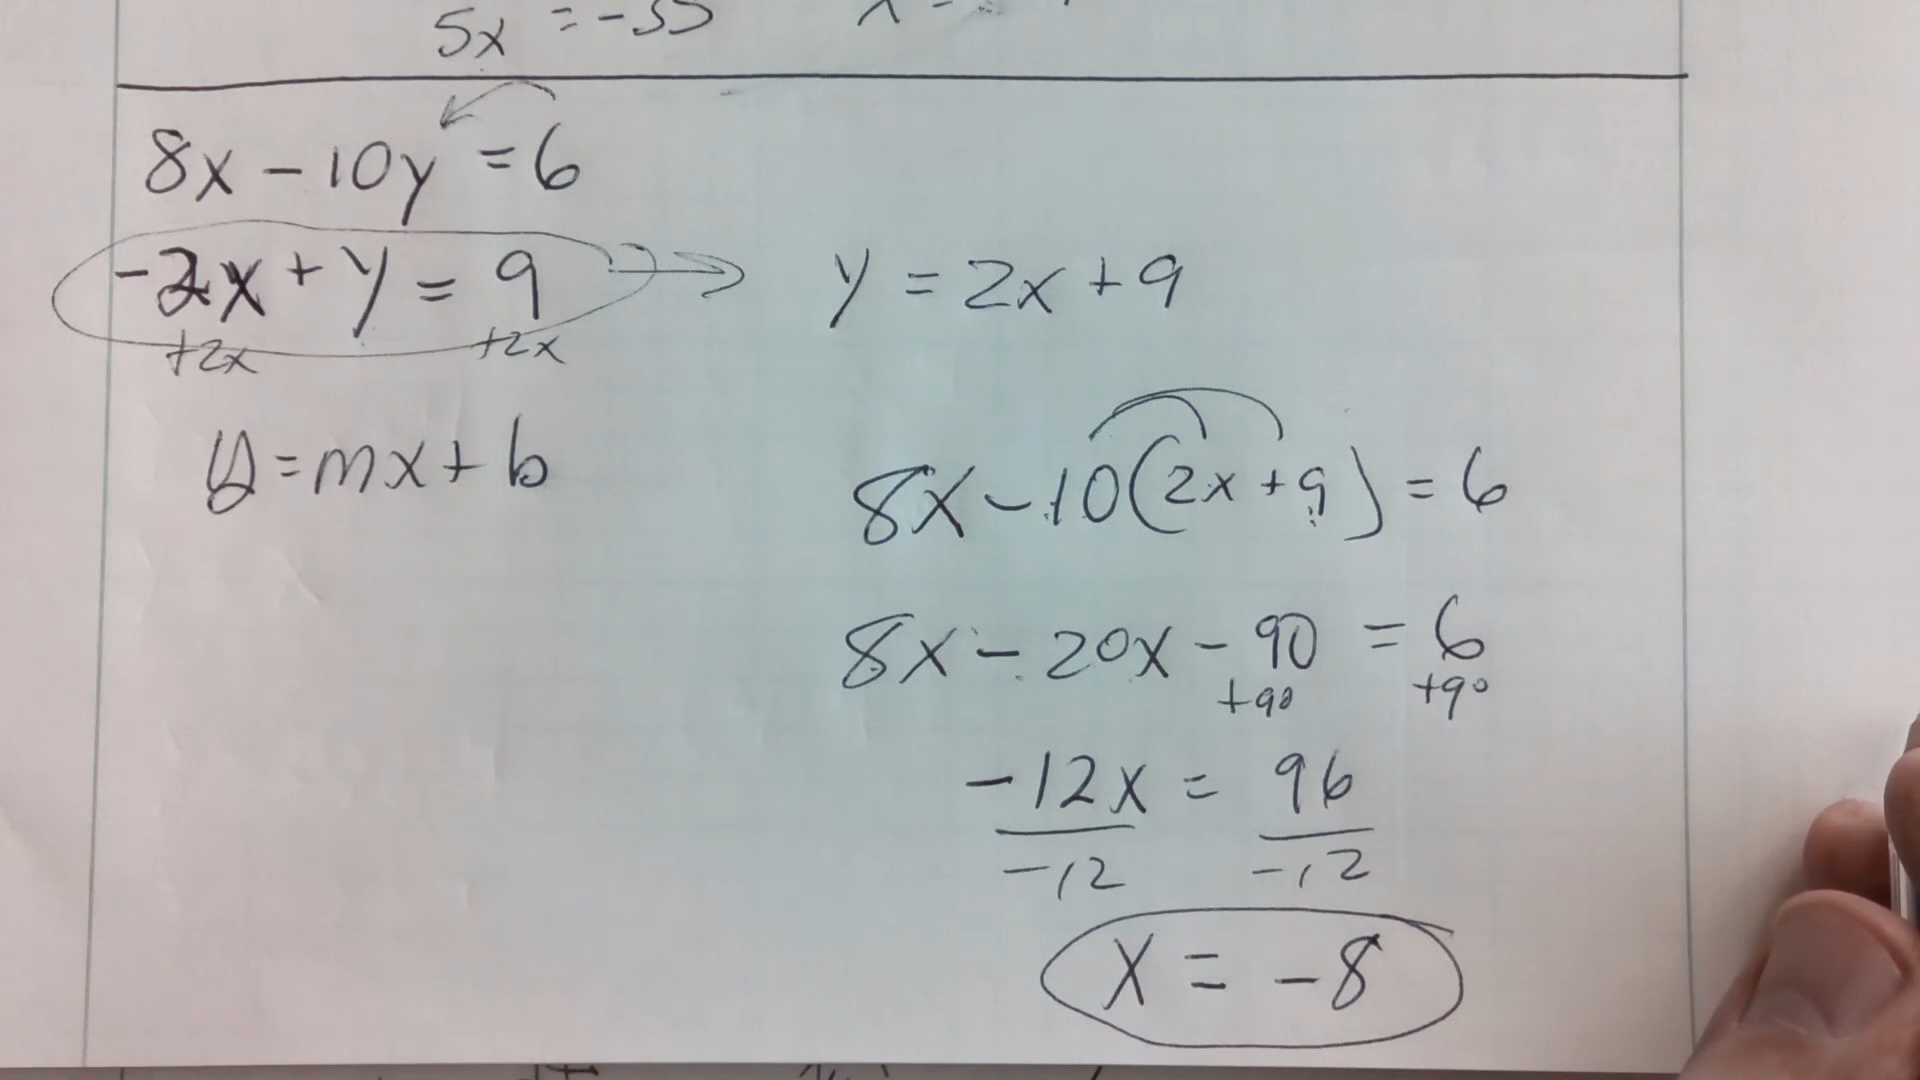 5x = -35
8x - 10y = 6
-2x + y = 9
+2x +2x
y = mx + b
y = 2x + 9
8x - 10(2x + 9) = 6
8x - 20x - 90 = 6
+90 +90
-12x = 96
-12 -12
x = -8